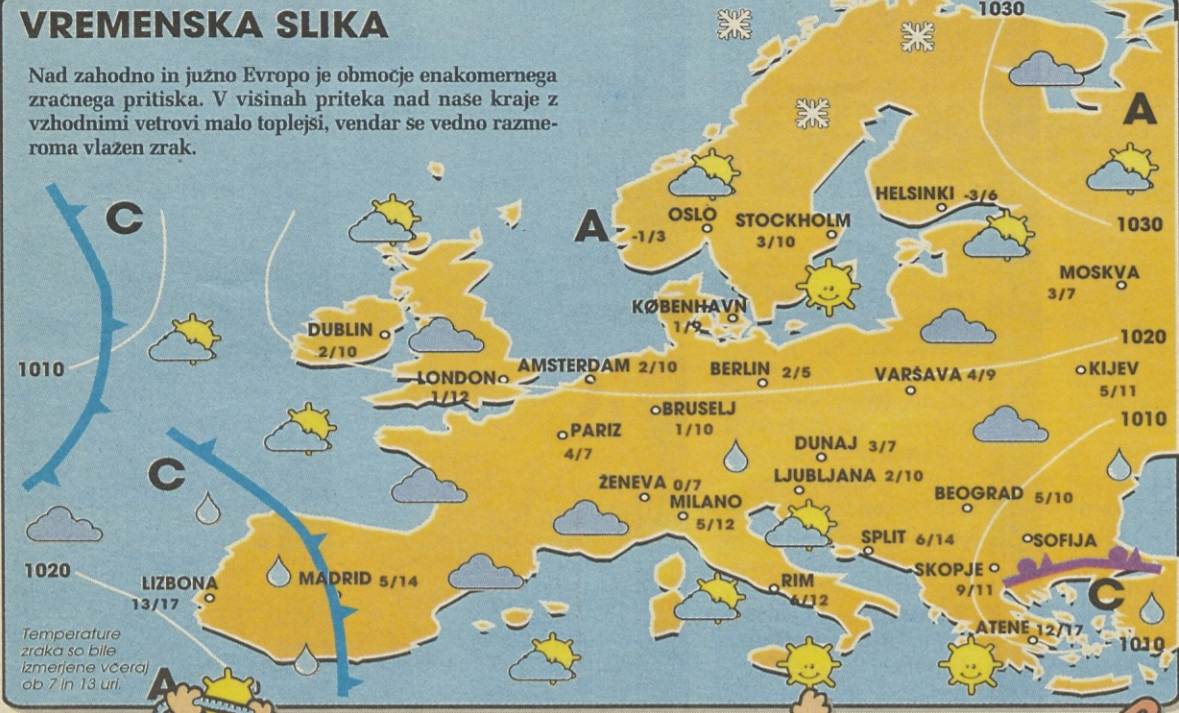 VREMENSKA SLIKA
Nad zahodno in južno Evropo je območje enakomernega
zračnega pritiska. V višinah priteka nad naše kraje z
vzhodnimi vetrovi malo toplejši, vendar še vedno razme-
roma vlažen zrak.
1030
A
C
A
HELSINKI -3/6
OSLO
-1/3
STOCKHOLM
3/10
1030
MOSKVA
3/7
KØBENHAVN
1/9
DUBLIN
2/10
1020
1010
AMSTERDAM 2/10
BERLIN 2/5
VARŠAVA 4/9
KIJEV
5/11
LONDON
1/12
BRUSELJ
1/10
1010
PARIZ
4/7
DUNAJ 3/7
C
ŽENEVA 0/7
LJUBLJANA 2/10
MILANO
5/12
BEOGRAD 5/10
SPLIT 6/14
SOFIJA
1020
LIZBONA
13/17
MADRID 5/14
RIM
6/12
SKOPJE
9/11
C
ATENE 12/17
1010
Temperature
zraka so bile
izmerjene včeraj
ob 7 in 13 uri.
A